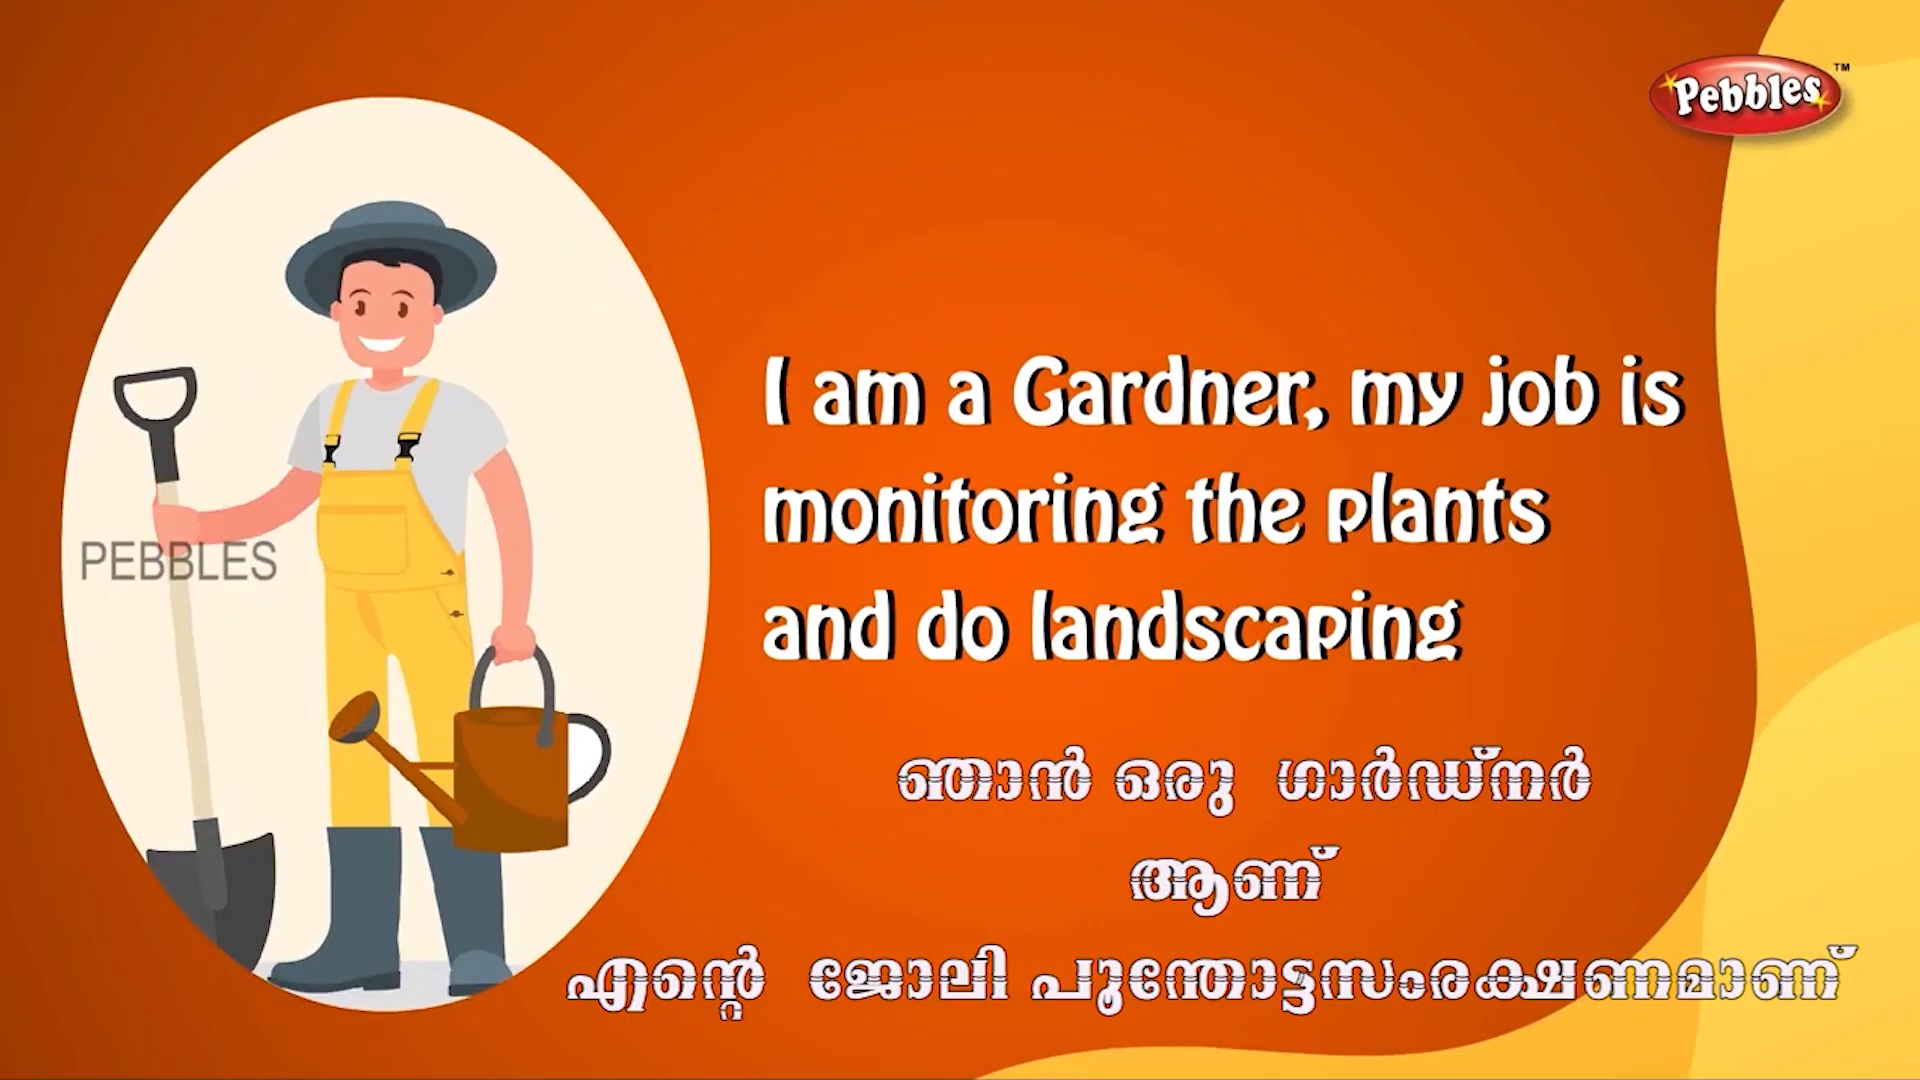 Pebbles™
PEBBLES
I am a Gardner, my job is
monitoring the plants
and do landscaping
ഞാൻ ഒരു ഗാർഡ്നർ
ആണ്
എന്റെ ജോലി പൂന്തോട്ടസംരക്ഷണമാണ്